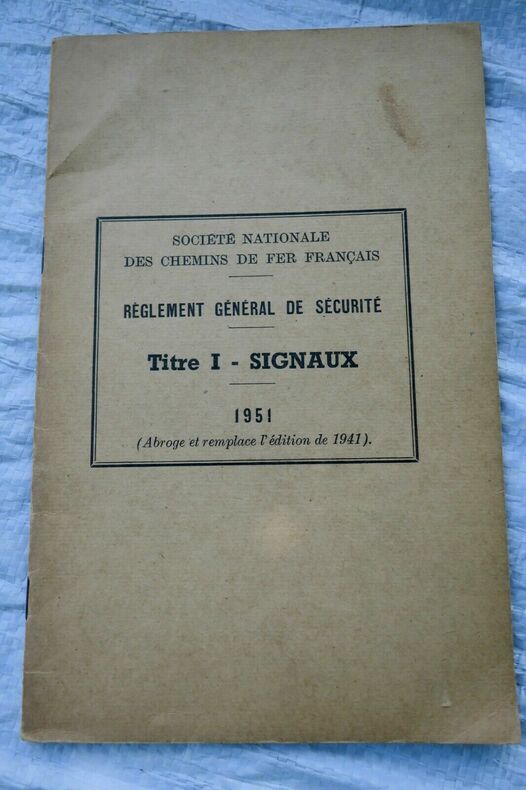 SOCIÉTÉ NATIONALE
DES CHEMINS DE FER FRANÇAIS
RÈGLEMENT GÉNÉRAL DE SÉCURITÉ
Titre I - SIGNAUX
1951
(Abroge et remplace l'édition de 1941).